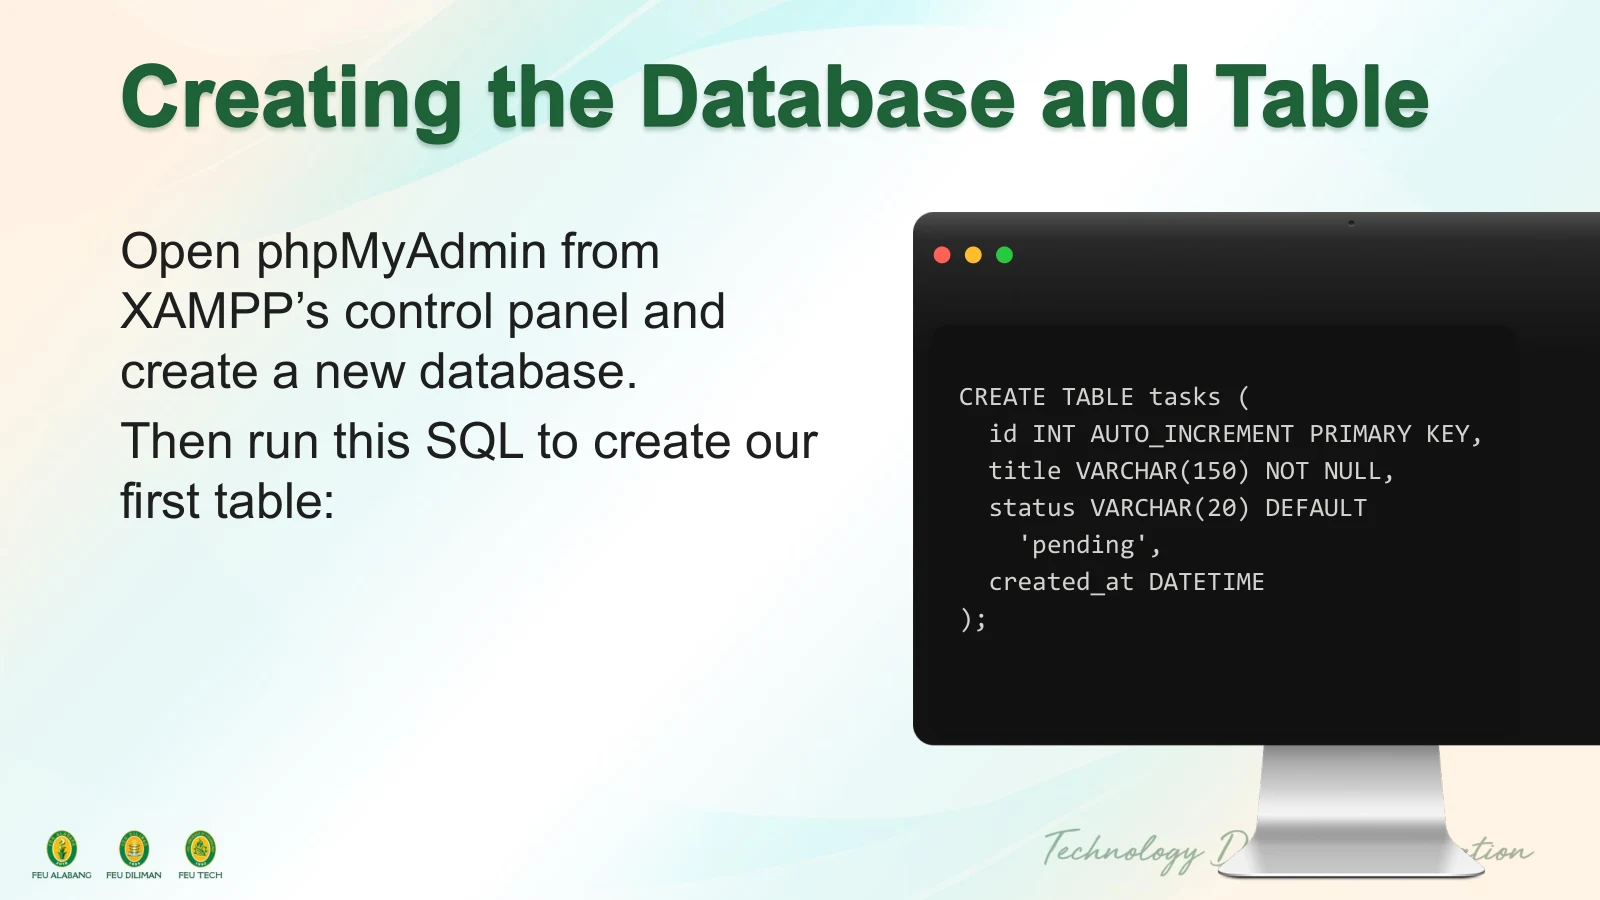 Creating the Database and Table
Open phpMyAdmin from
XAMPP’s control panel and
create a new database.
Then run this SQL to create our
first table:
CREATE TABLE tasks (
  id INT AUTO_INCREMENT PRIMARY KEY,
  title VARCHAR(150) NOT NULL,
  status VARCHAR(20) DEFAULT
    'pending',
  created_at DATETIME
);
FEU ALABANG
FEU DILIMAN
FEU TECH
Technology